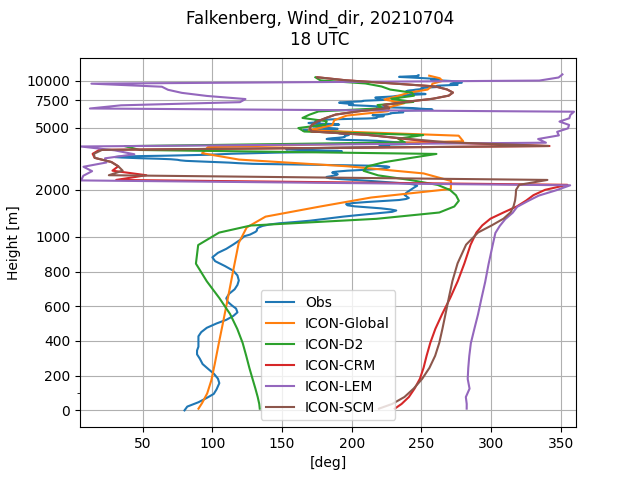 Falkenberg, Wind_dir, 20210704
18 UTC
10000
7500
5000
2000
1000
800
600
400
200
0
Height [m]
Obs
ICON-Global
ICON-D2
ICON-CRM
ICON-LEM
ICON-SCM
50 100 150 200 250 300 350
[deg]